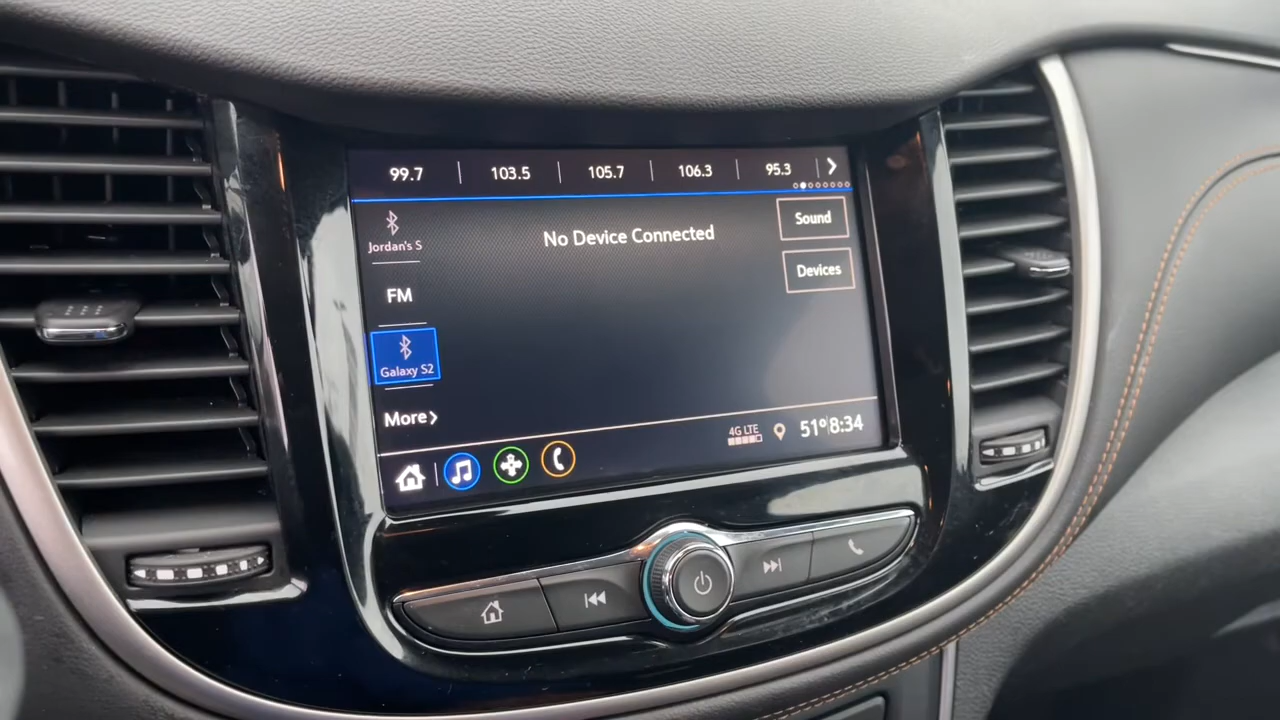 99.7 103.5 105.7 106.3 95.3
Jordan's S
No Device Connected
Sound
Devices
FM
Galaxy S2
More
4G LTE
51° 8:34